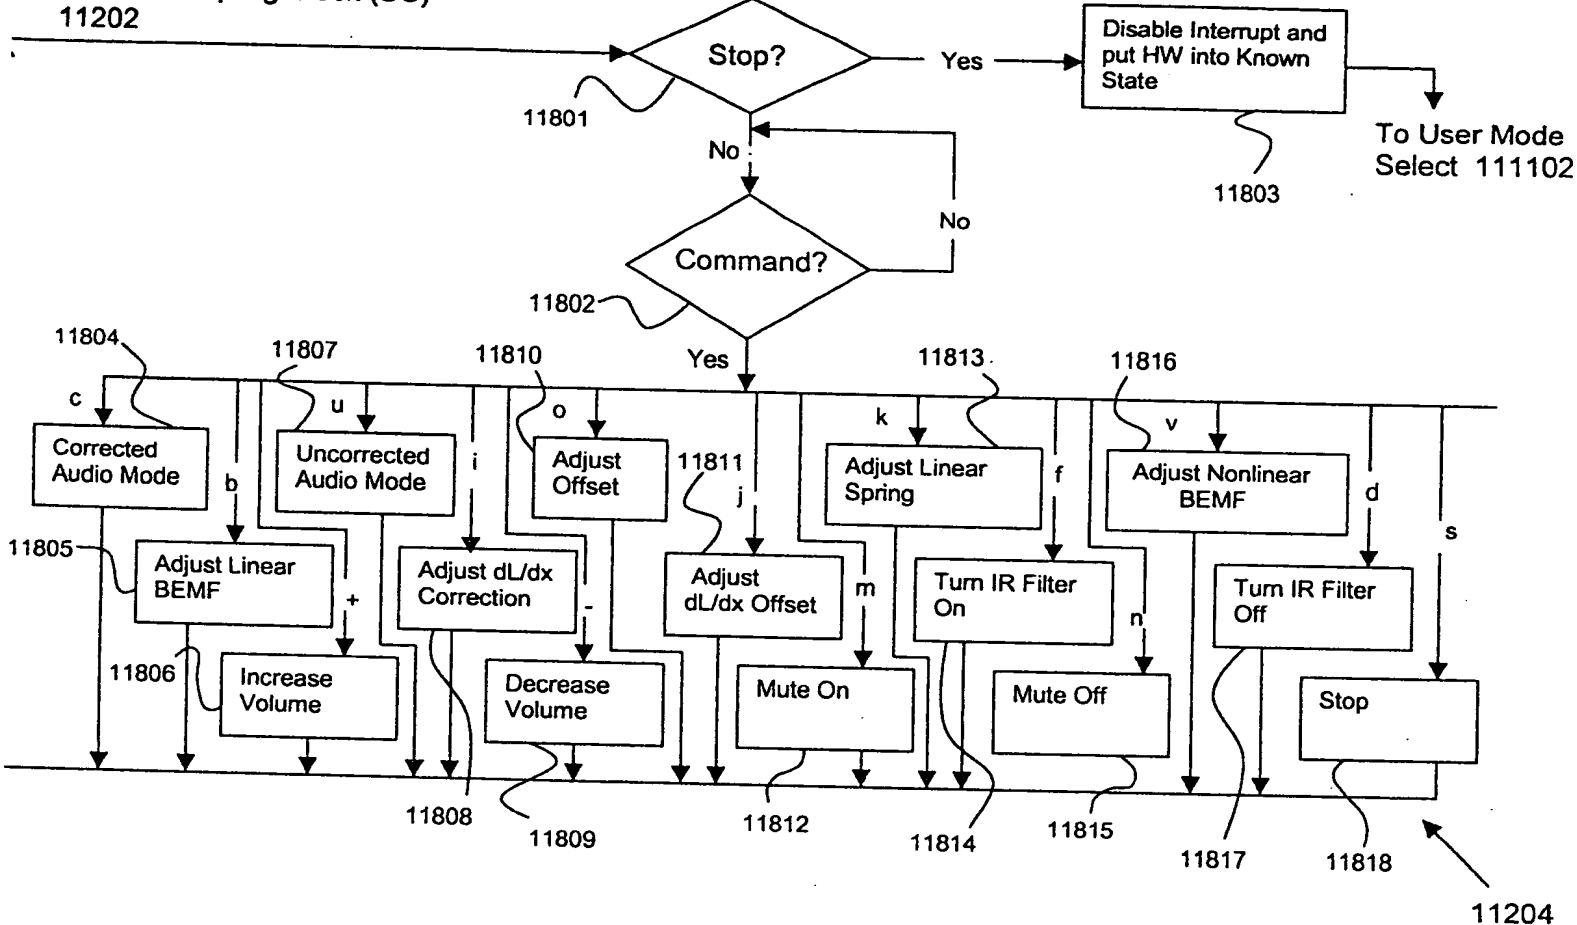 11202
Stop?
Yes
Disable Interrupt and
put HW into Known
State
11801
To User Mode
Select 111102
No
11803
No
Command?
11802
Yes
11804
11807
11810
11813
11816
c
u
o
k
v
Corrected
Audio Mode
b
Uncorrected
Audio Mode
i
Adjust
Offset
11811
j
Adjust Linear
Spring
f
Adjust Nonlinear
BEMF
d
s
11805
Adjust Linear
BEMF
+
Adjust dL/dx
Correction
-
Adjust
dL/dx Offset
m
Turn IR Filter
On
n
Turn IR Filter
Off
11806
Increase
Volume
Decrease
Volume
Mute On
Mute Off
Stop
11808
11809
11812
11814
11815
11817
11818
11204